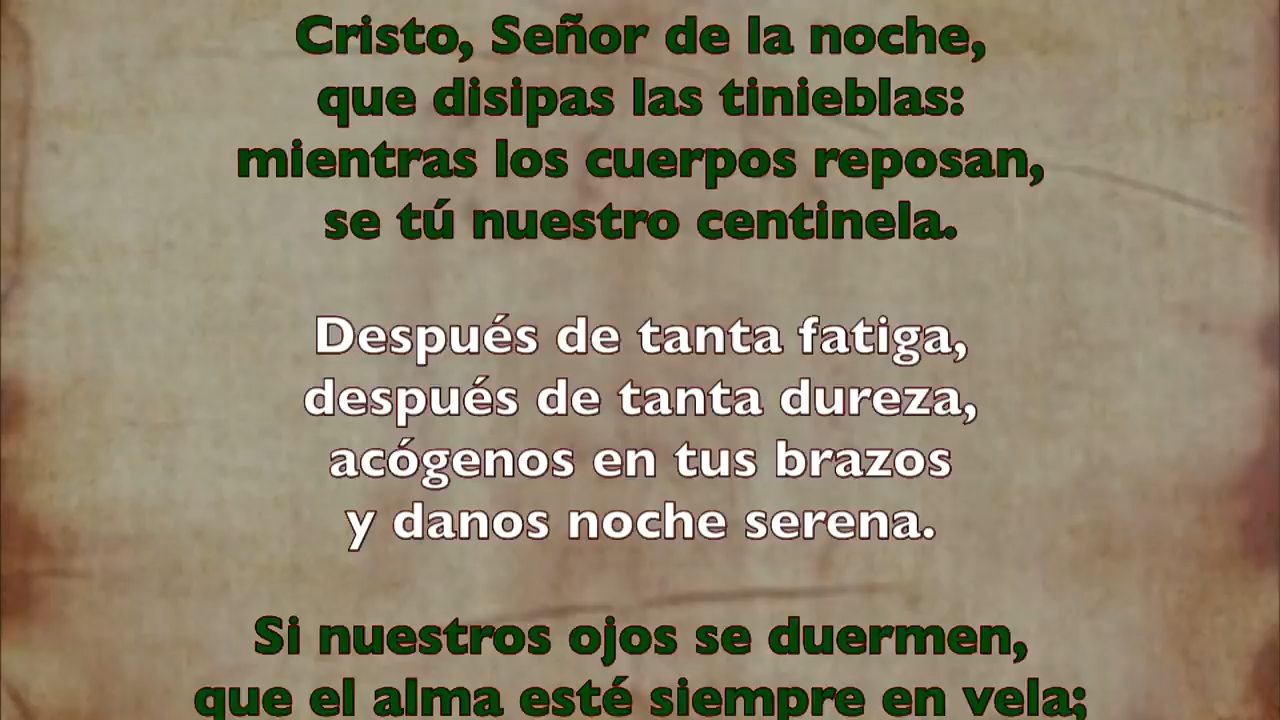 Cristo, Señor de la noche,
que disipas las tinieblas:
mientras los cuerpos reposan,
se tú nuestro centinela.
Después de tanta fatiga,
después de tanta dureza,
acógenos en tus brazos
y danos noche serena.
Si nuestros ojos se duermen,
que el alma esté siempre en vela;